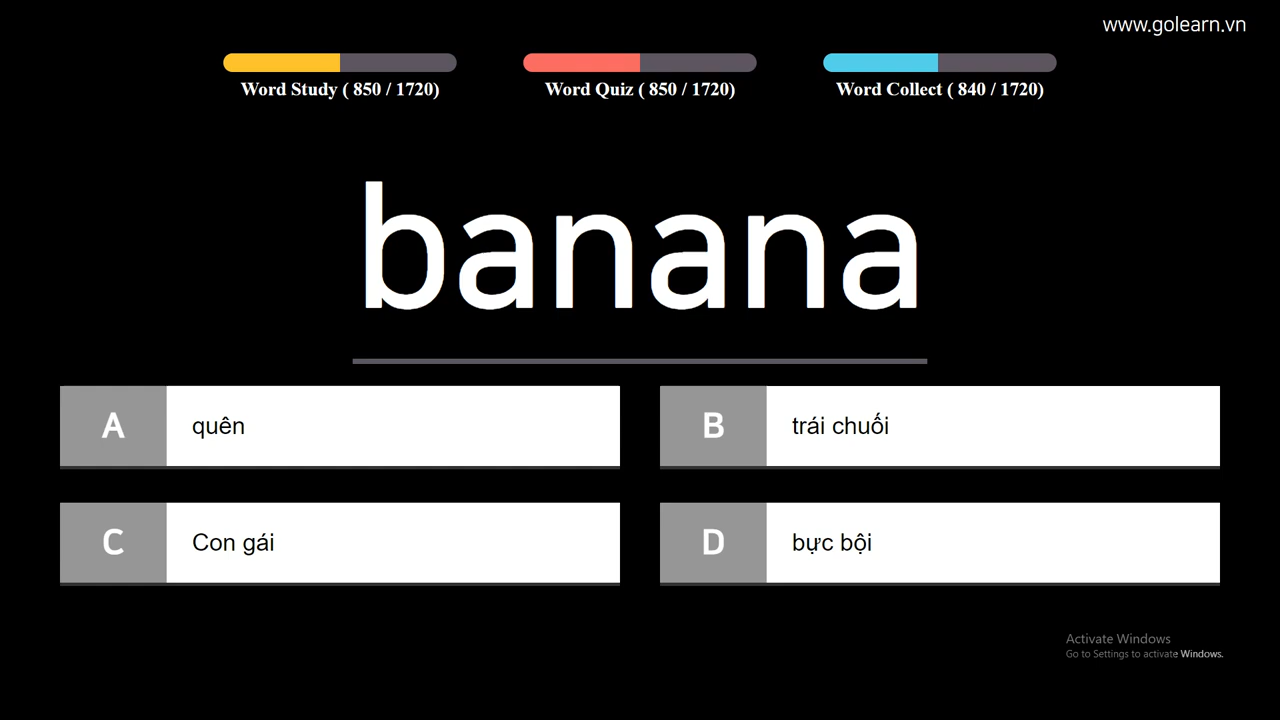 www.golearn.vn
Word Study ( 850 / 1720)
Word Quiz ( 850 / 1720)
Word Collect ( 840 / 1720)
banana
A quên
B trái chuối
C Con gái
D bực bội
Activate Windows
Go to Settings to activate Windows.